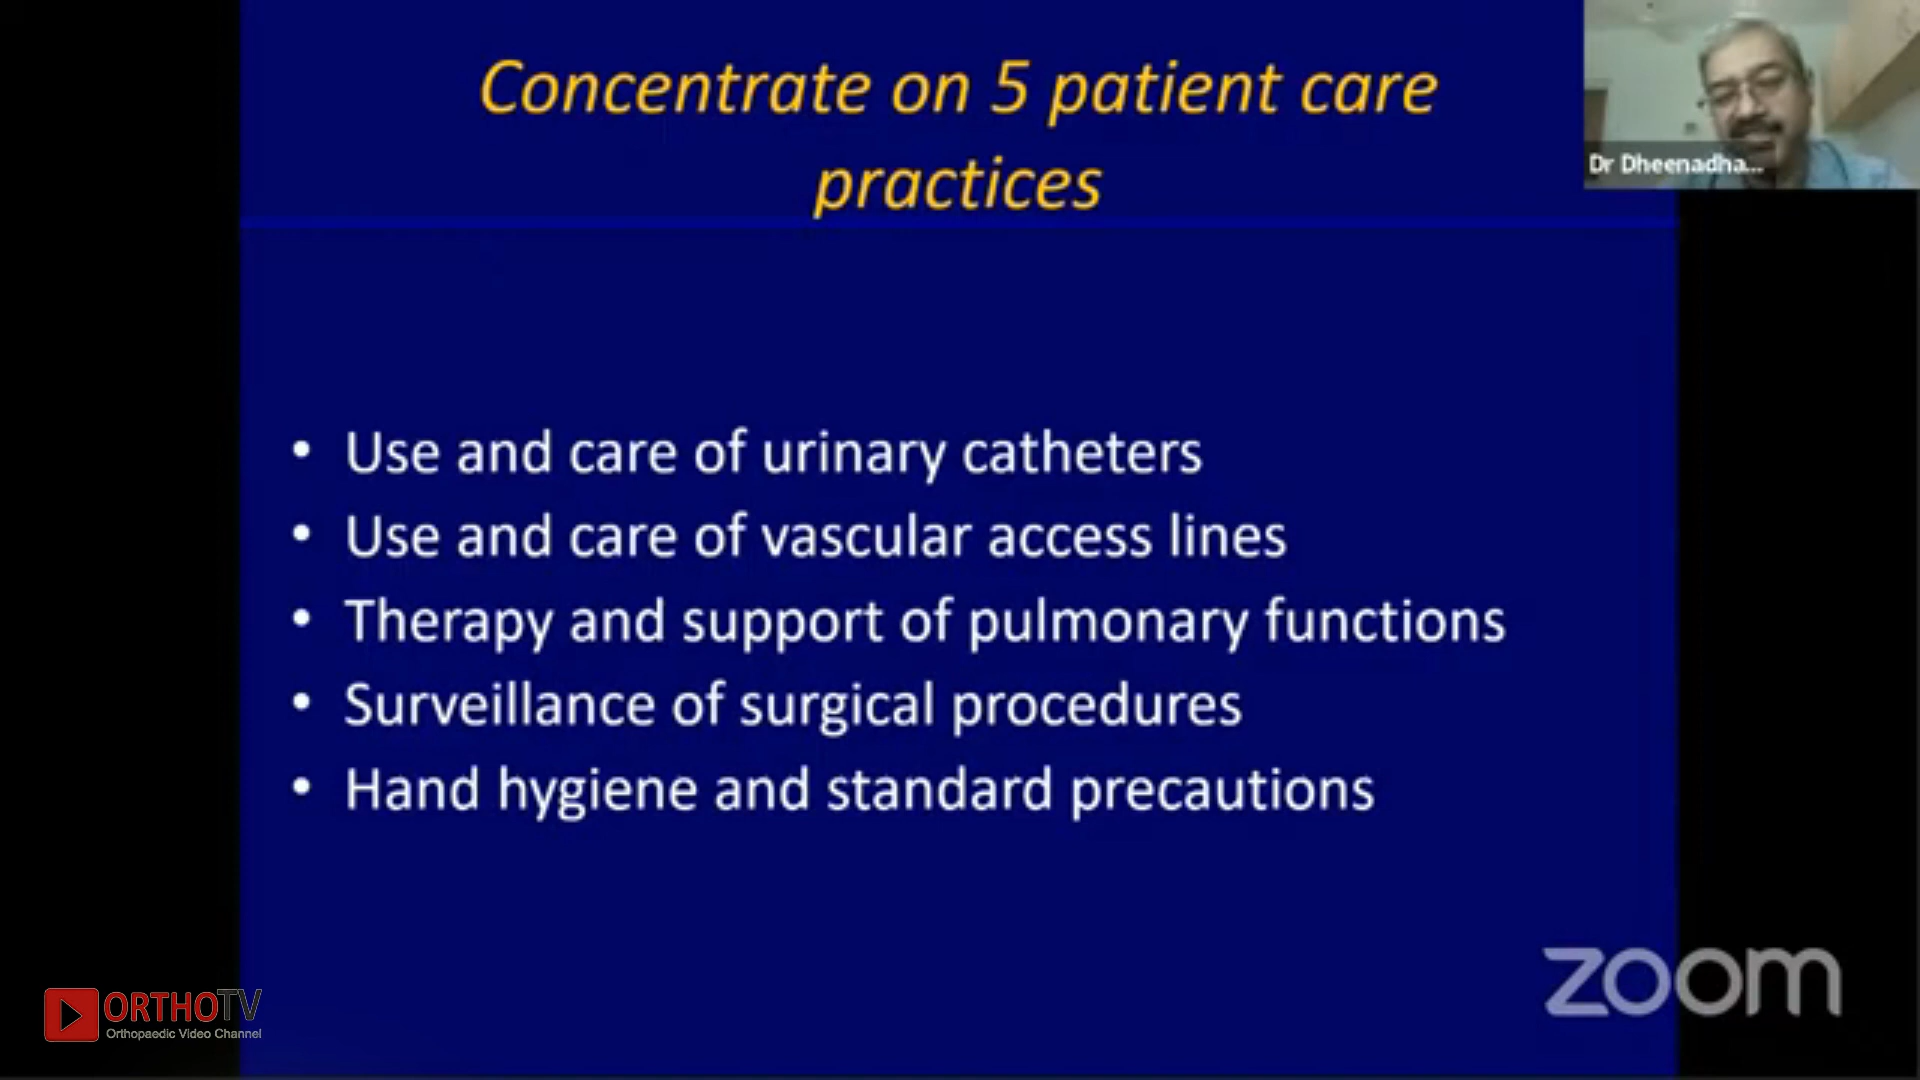 Concentrate on 5 patient care
practices
Dr Dheenadha...
• Use and care of urinary catheters
• Use and care of vascular access lines
• Therapy and support of pulmonary functions
• Surveillance of surgical procedures
• Hand hygiene and standard precautions
zoom
ORTHOTV
Orthopaedic Video Channel